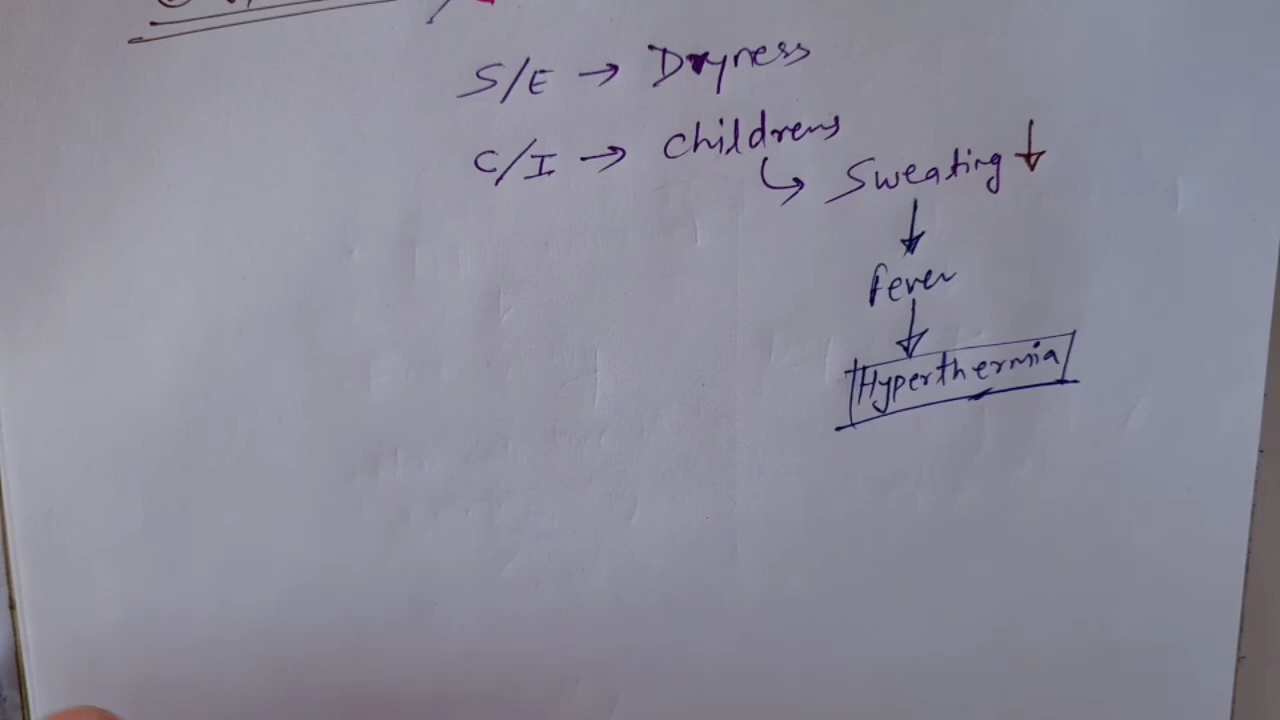 S/E → Dryness
C/I → childrens
↳ Sweating ↓
↓
fever
↓
Hyperthermia